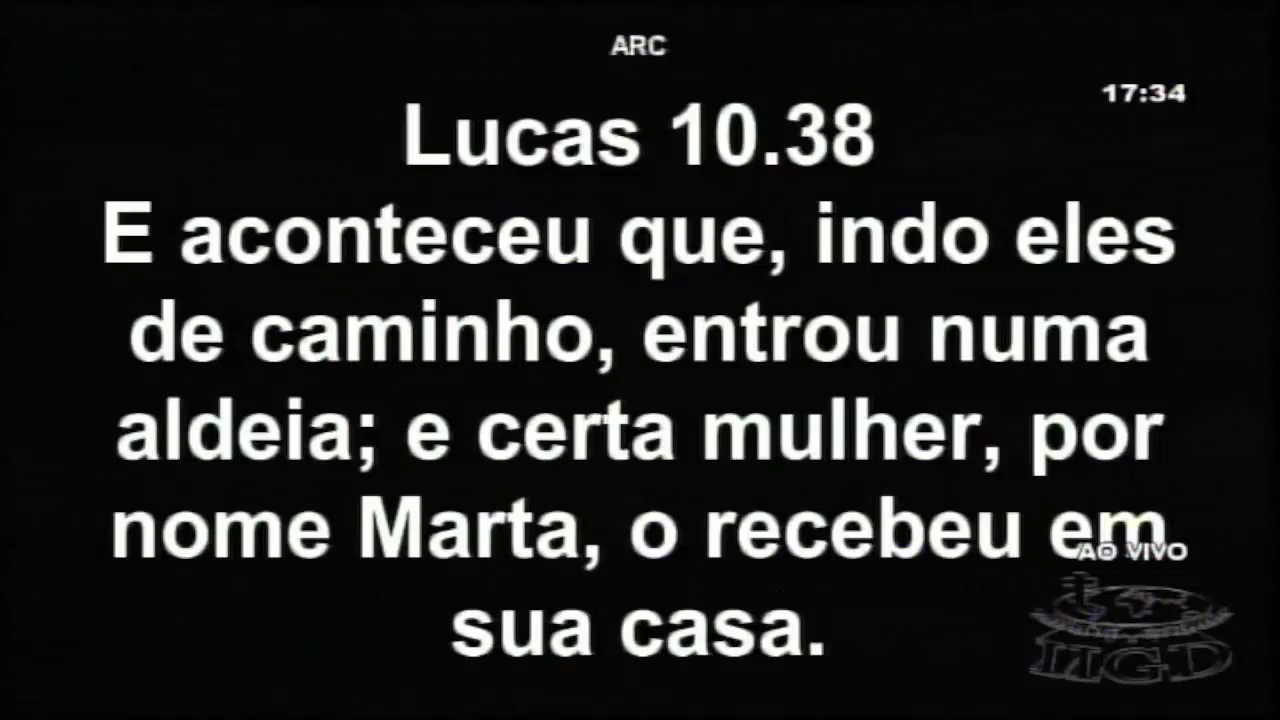 ARC
17:34
Lucas 10.38
E aconteceu que, indo eles
de caminho, entrou numa
aldeia; e certa mulher, por
nome Marta, o recebeu em
AO VIVO
sua casa.
IIGD